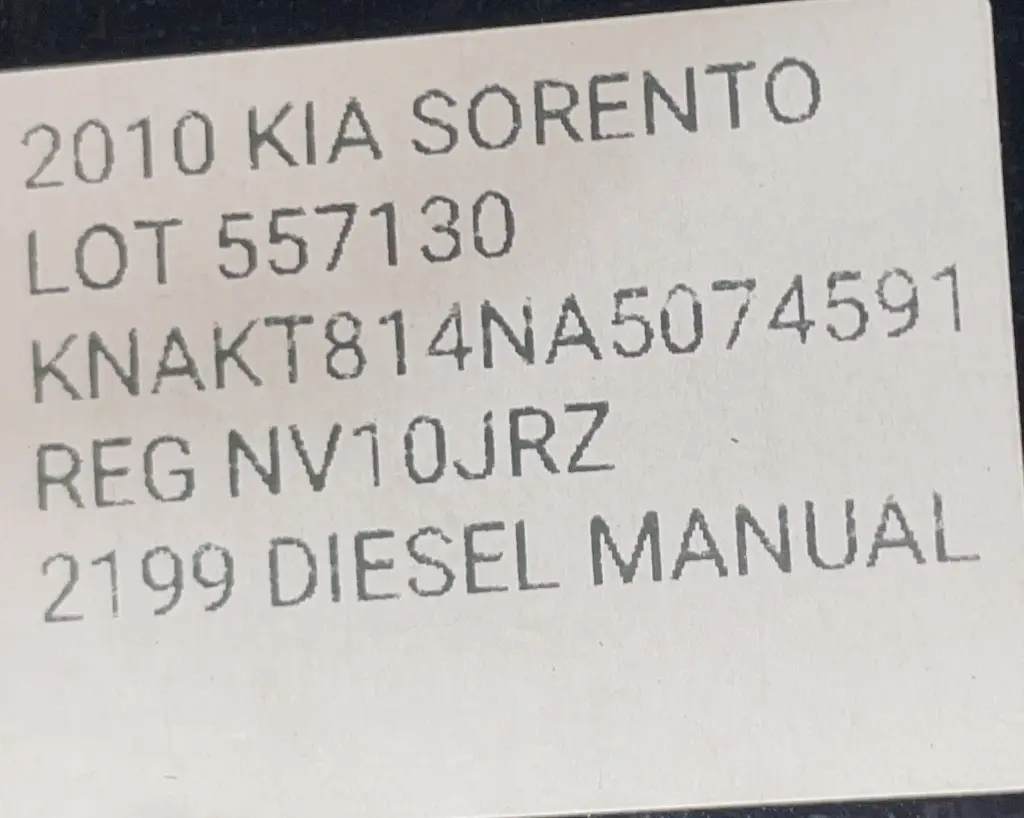 2010 KIA SORENTO
LOT 557130
KNAKT814NA5074591
REG NV10JRZ
2199 DIESEL MANUAL